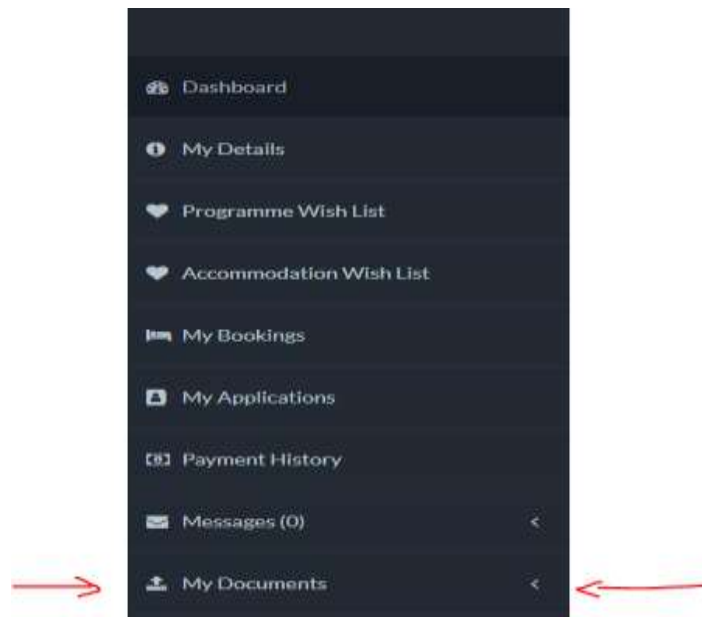 Dashboard
My Details
Programme Wish List
Accommodation Wish List
My Bookings
My Applications
Payment History
Messages (0)
My Documents